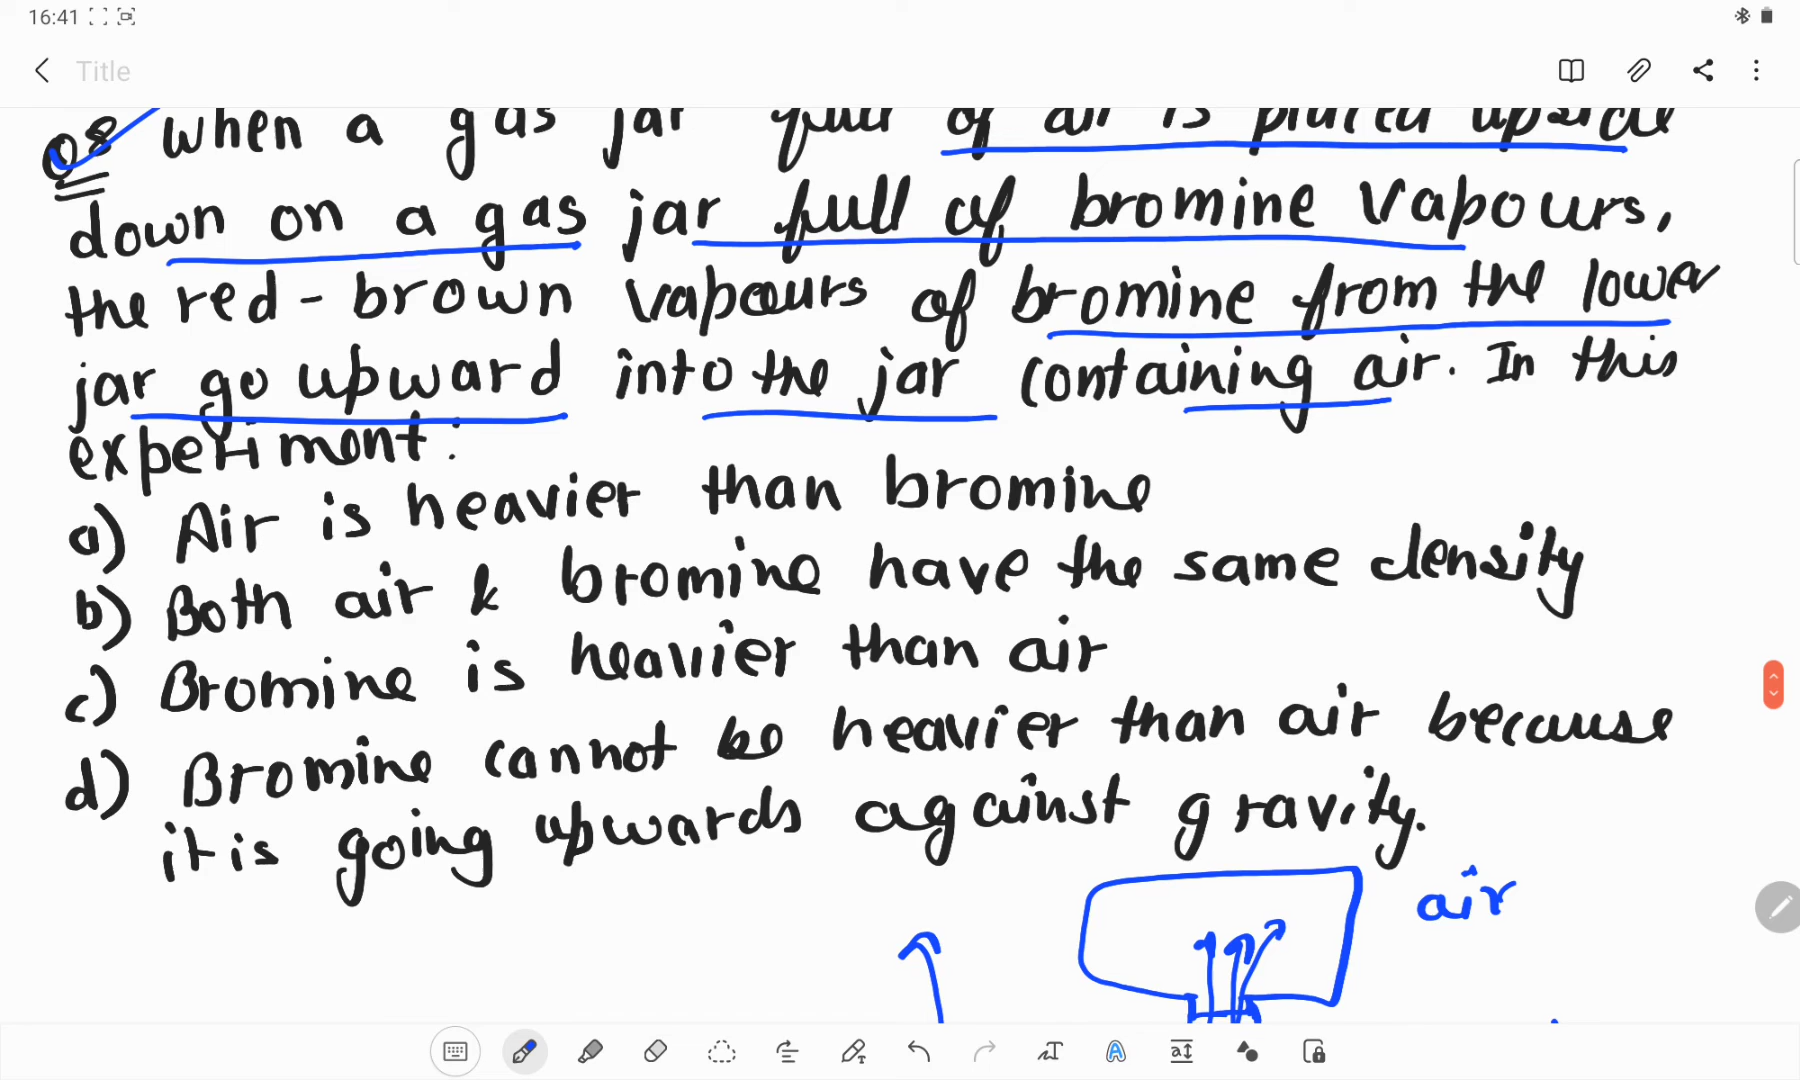 16:41
Title
Q8 When a gas jar full of air is placed upside
down on a gas jar full of bromine vapours,
the red-brown vapours of bromine from the lower
jar go upward into the jar containing air. In this
experiment:
a) Air is heavier than bromine
b) Both air & bromine have the same density
c) Bromine is heavier than air
d) Bromine cannot be heavier than air because
it is going upwards against gravity.
air